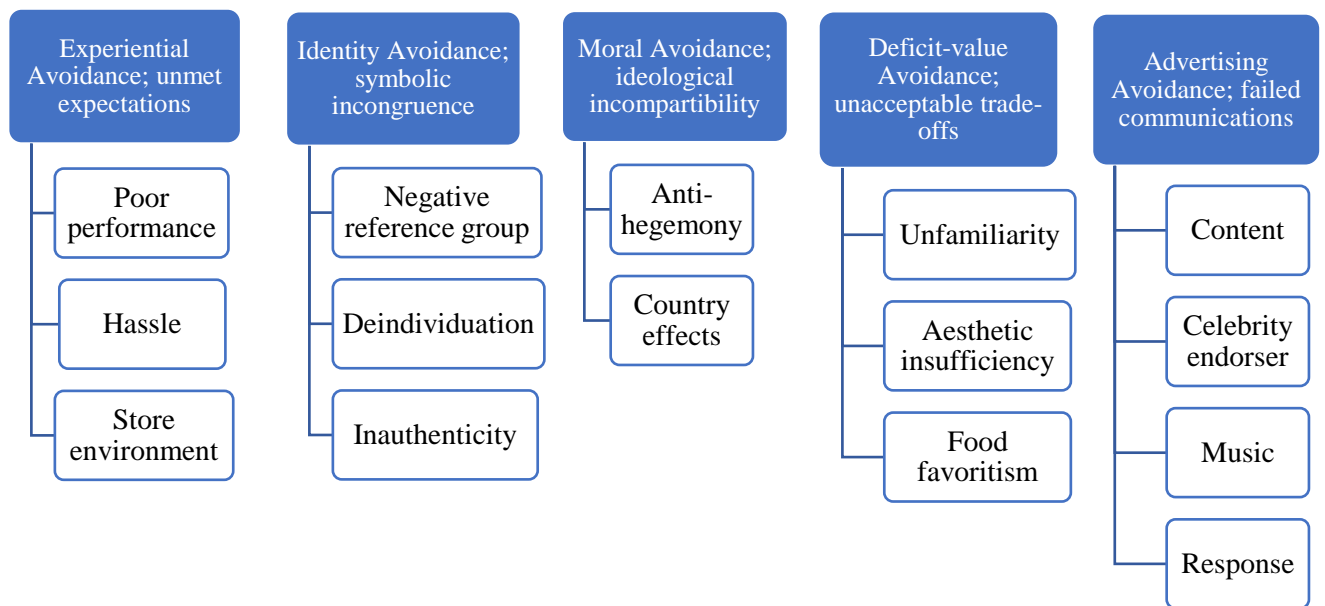 Experiential
Avoidance; unmet
expectations
Poor
performance
Hassle
Store
environment
Identity Avoidance;
symbolic
incongruence
Negative
reference group
Deindividuation
Inauthenticity
Moral Avoidance;
ideological
incompartibility
Anti-
hegemony
Country
effects
Deficit-value
Avoidance;
unacceptable trade-
offs
Unfamiliarity
Aesthetic
insufficiency
Food
favoritism
Advertising
Avoidance; failed
communications
Content
Celebrity
endorser
Music
Response